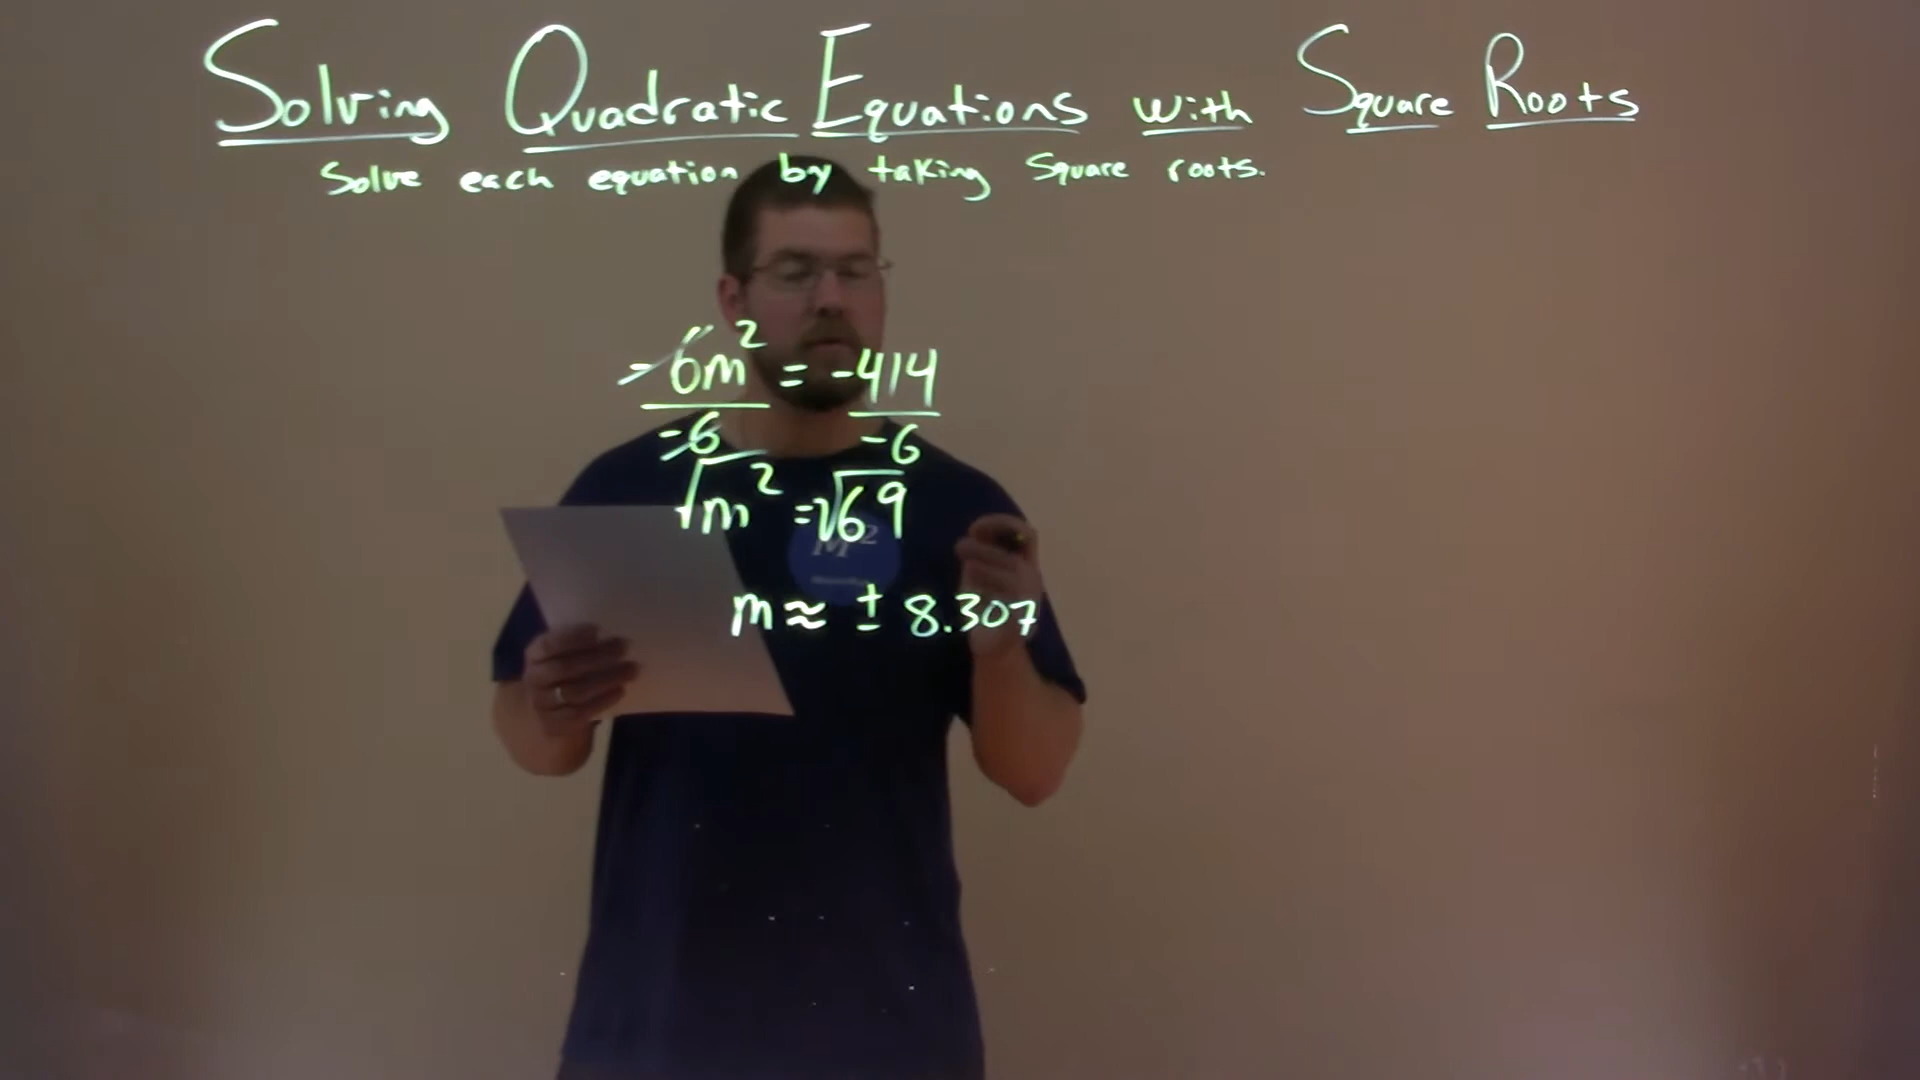 Solving Quadratic Equations with Square Roots
Solve each equation by taking square roots.
-6m² = -414
-6 -6
√m² = √69
M²
m ≈ ± 8.307